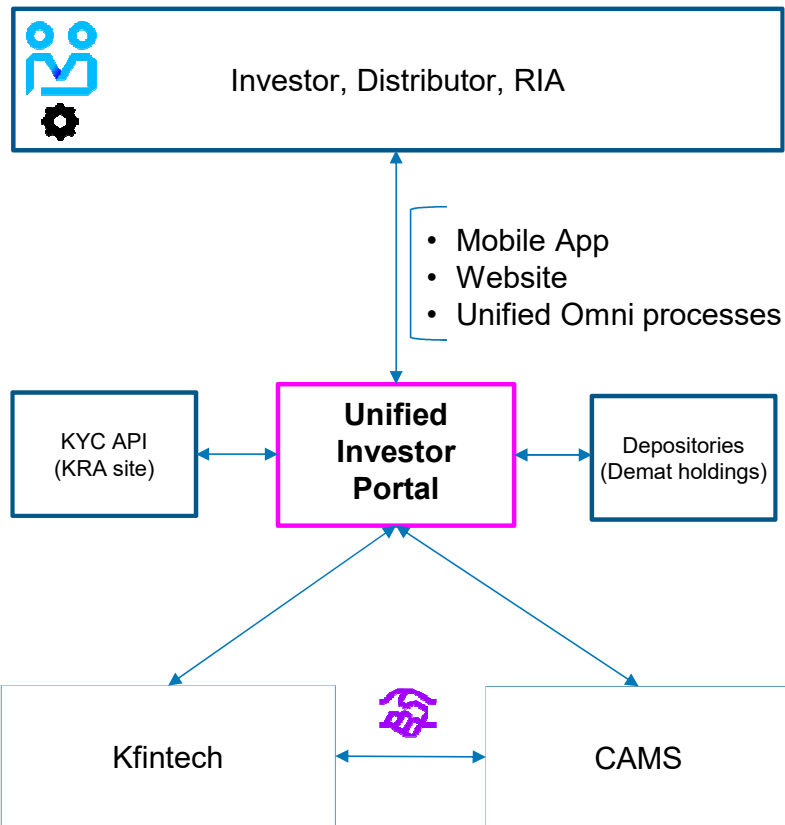 Investor, Distributor, RIA
• Mobile App
• Website
• Unified Omni processes
KYC API
(KRA site)
Unified
Investor
Portal
Depositories
(Demat holdings)
Kfintech
CAMS